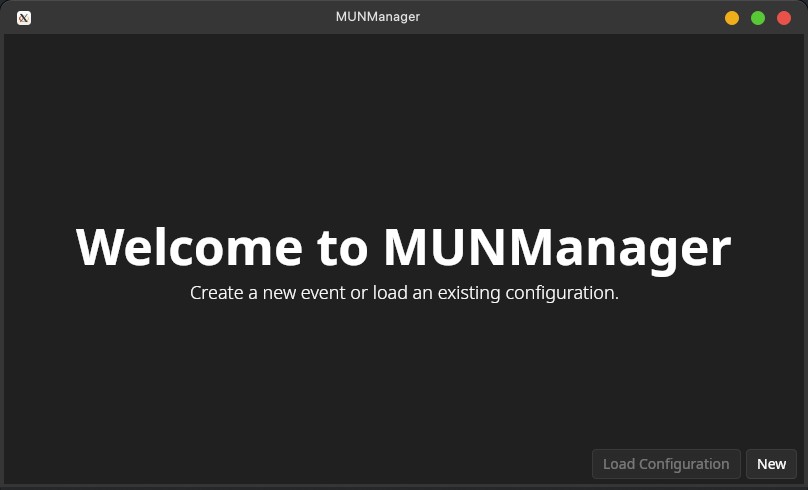 MUNManager
Welcome to MUNManager
Create a new event or load an existing configuration.
Load Configuration
New